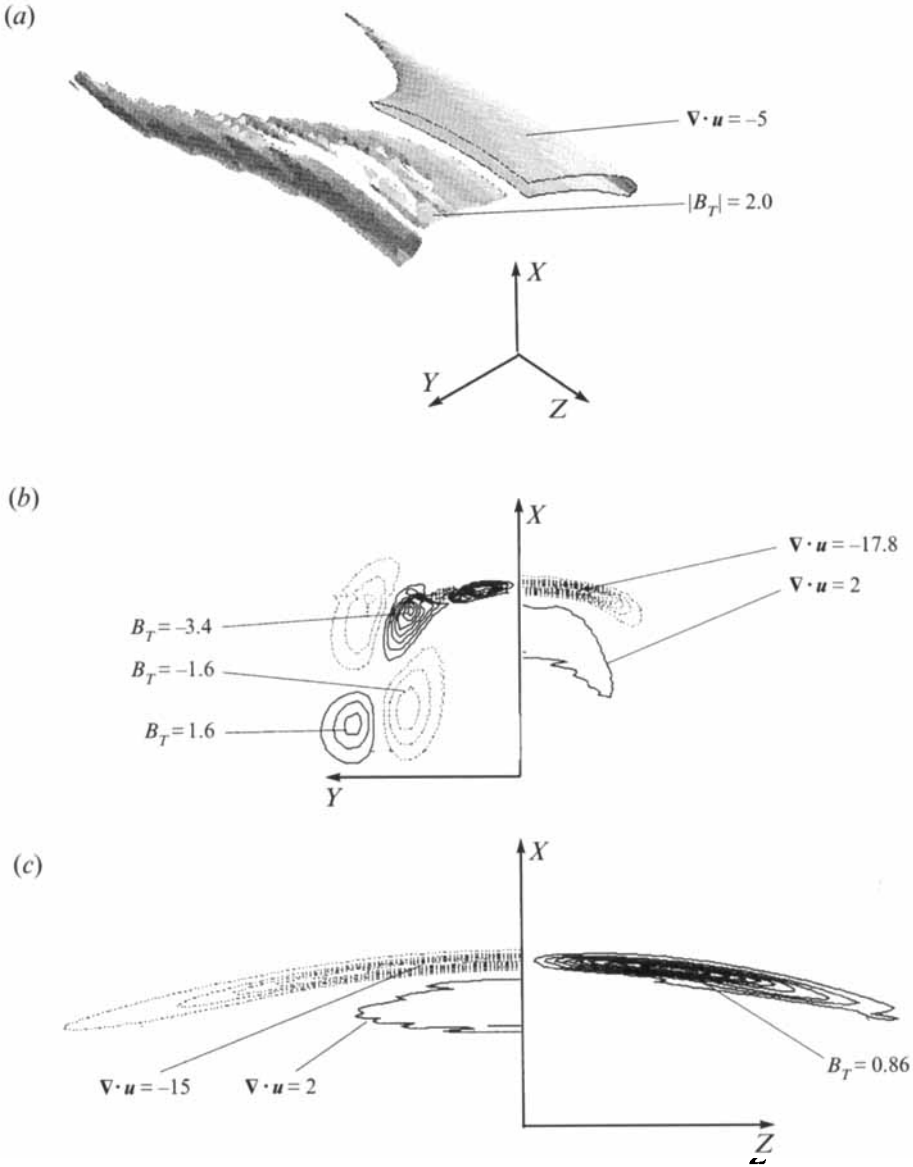 (a)
∇·u = –5
|B_T| = 2.0
X
Y
Z
(b)
X
∇·u = –17.8
∇·u = 2
B_T = –3.4
B_T = –1.6
B_T = 1.6
Y
(c)
X
B_T = 0.86
∇·u = –15
∇·u = 2
Z